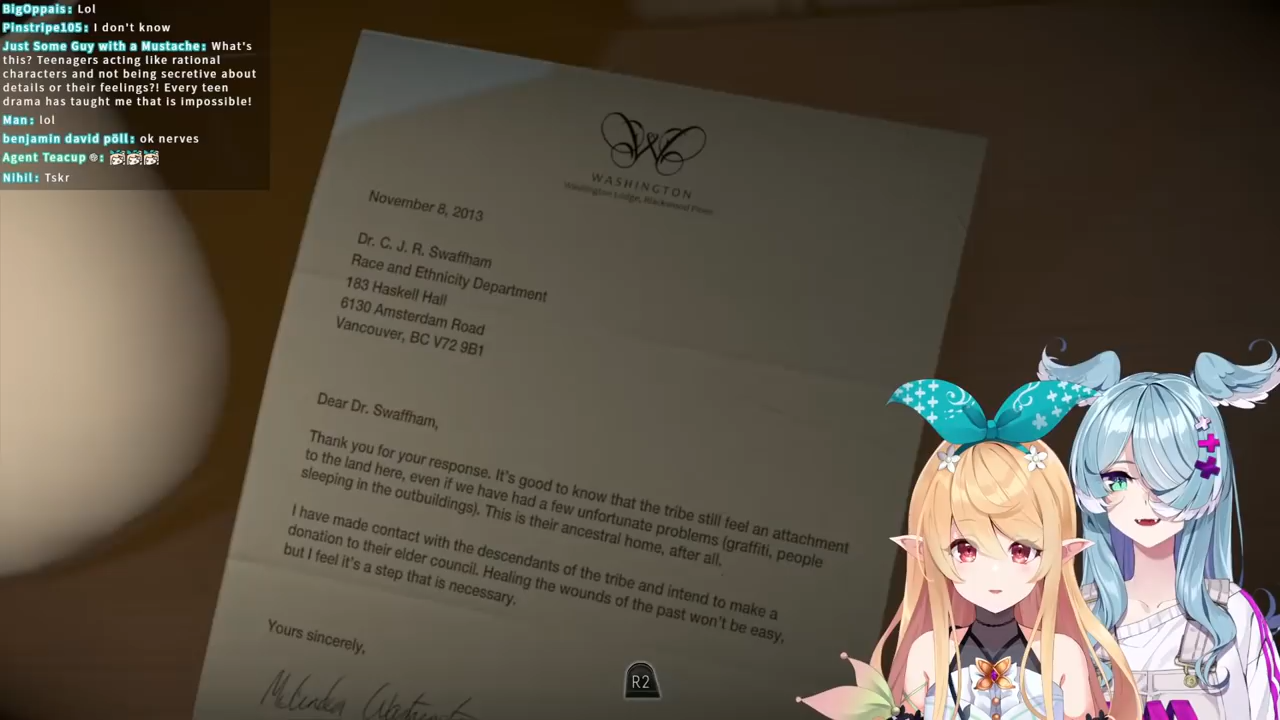 BigOppais: Lol
Pinstripe105: I don't know
Just Some Guy with a Mustache: What's
this? Teenagers acting like rational
characters and not being secretive about
details or their feelings?! Every teen
drama has taught me that is impossible!
Man: lol
benjamin david pöll: ok nerves
Agent Teacup
Nihil: Tskr
W
WASHINGTON
Washington Lodge, Blackwood Pines
November 8, 2013
Dr. C. J. R. Swaffham
Race and Ethnicity Department
183 Haskell Hall
6130 Amsterdam Road
Vancouver, BC V72 9B1
Dear Dr. Swaffham,
Thank you for your response. It's good to know that the tribe still feel an attachment
to the land here, even if we have had a few unfortunate problems (graffiti, people
sleeping in the outbuildings). This is their ancestral home, after all.
I have made contact with the descendants of the tribe and intend to make a
donation to their elder council. Healing the wounds of the past won't be easy,
but I feel it's a step that is necessary.
Yours sincerely,
Melinda Washington
R2